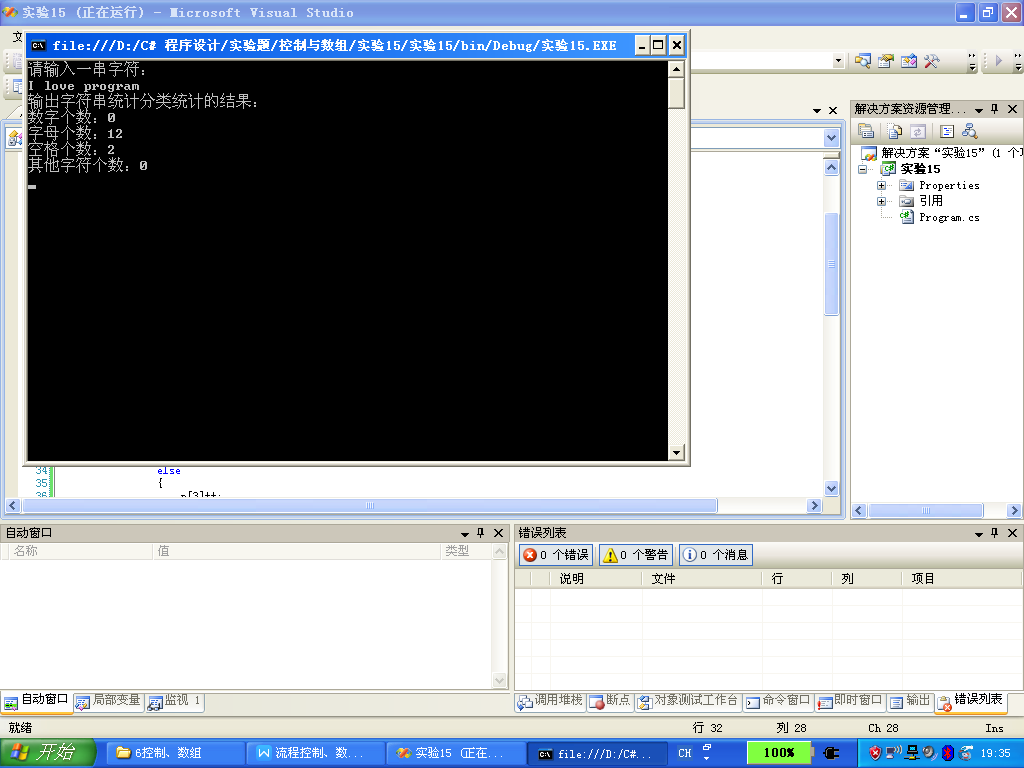 实验15 (正在运行) - Microsoft Visual Studio
file:///D:/C# 程序设计/实验题/控制与数组/实验15/实验15/bin/Debug/实验15.EXE
请输入一串字符:
I love program
输出字符串统计分类统计的结果:
数字个数: 0
字母个数: 12
空格个数: 2
其他字符个数: 0
解决方案资源管理...
解决方案“实验15” (1 个
实验15
Properties
引用
Program.cs
34 else
35 {
36 n[3]++;
自动窗口
名称 值 类型
错误列表
0 个错误 0 个警告 0 个消息
说明 文件 行 列 项目
自动窗口 局部变量 监视 1
调用堆栈 断点 对象测试工作台 命令窗口 即时窗口 输出 错误列表
就绪 行 32 列 28 Ch 28 Ins
开始 6控制、数组 流程控制、数... 实验15 (正在... file:///D:/C#... CH 100% 19:35